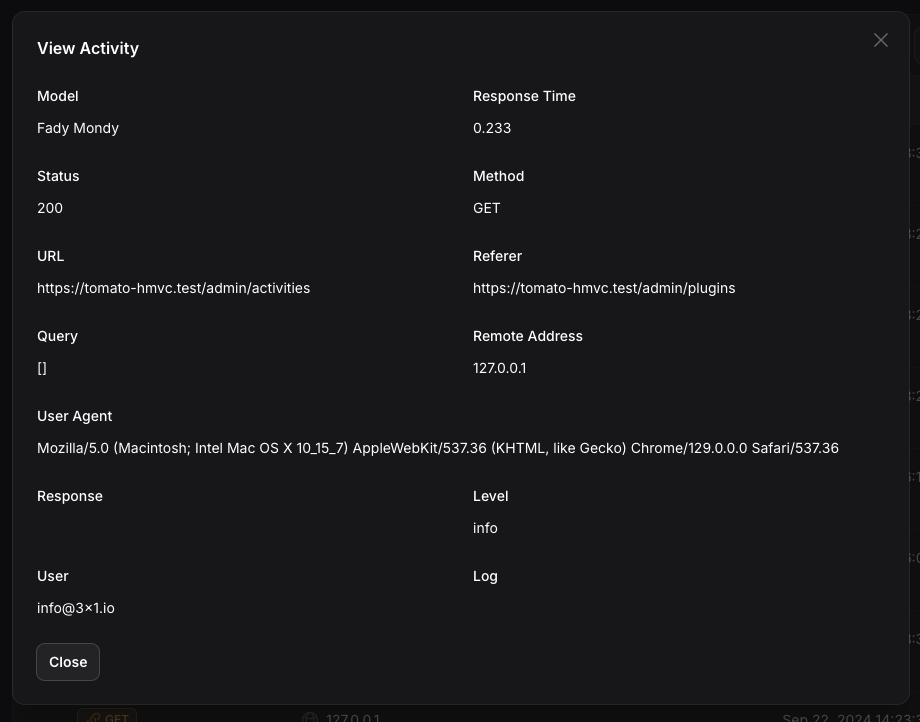 View Activity
Model
Response Time
Fady Mondy
0.233
Status
Method
200
GET
URL
Referer
https://tomato-hmvc.test/admin/activities
https://tomato-hmvc.test/admin/plugins
Query
Remote Address
[]
127.0.0.1
User Agent
Mozilla/5.0 (Macintosh; Intel Mac OS X 10_15_7) AppleWebKit/537.36 (KHTML, like Gecko) Chrome/129.0.0.0 Safari/537.36
Response
Level
info
User
Log
info@3x1.io
Close
GET
127.0.0.1
Sep 22, 2024 14:23: